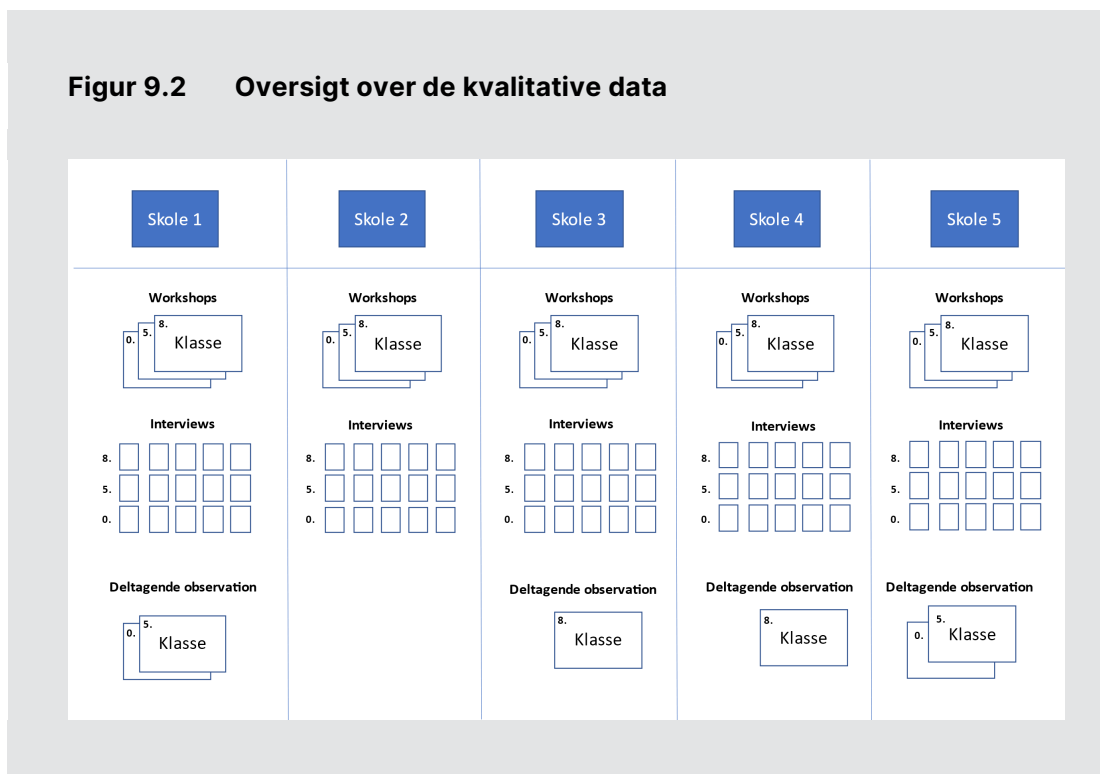 Figur 9.2 Oversigt over de kvalitative data
Skole 1 Skole 2 Skole 3 Skole 4 Skole 5
Workshops Workshops Workshops Workshops Workshops
0. 5. 8. Klasse 0. 5. 8. Klasse 0. 5. 8. Klasse 0. 5. 8. Klasse 0. 5. 8. Klasse
Interviews Interviews Interviews Interviews Interviews
8. 8. 8. 8. 8.
5. 5. 5. 5. 5.
0. 0. 0. 0. 0.
Deltagende observation Deltagende observation Deltagende observation Deltagende observation
0. 5. Klasse 8. Klasse 8. Klasse 0. 5. Klasse